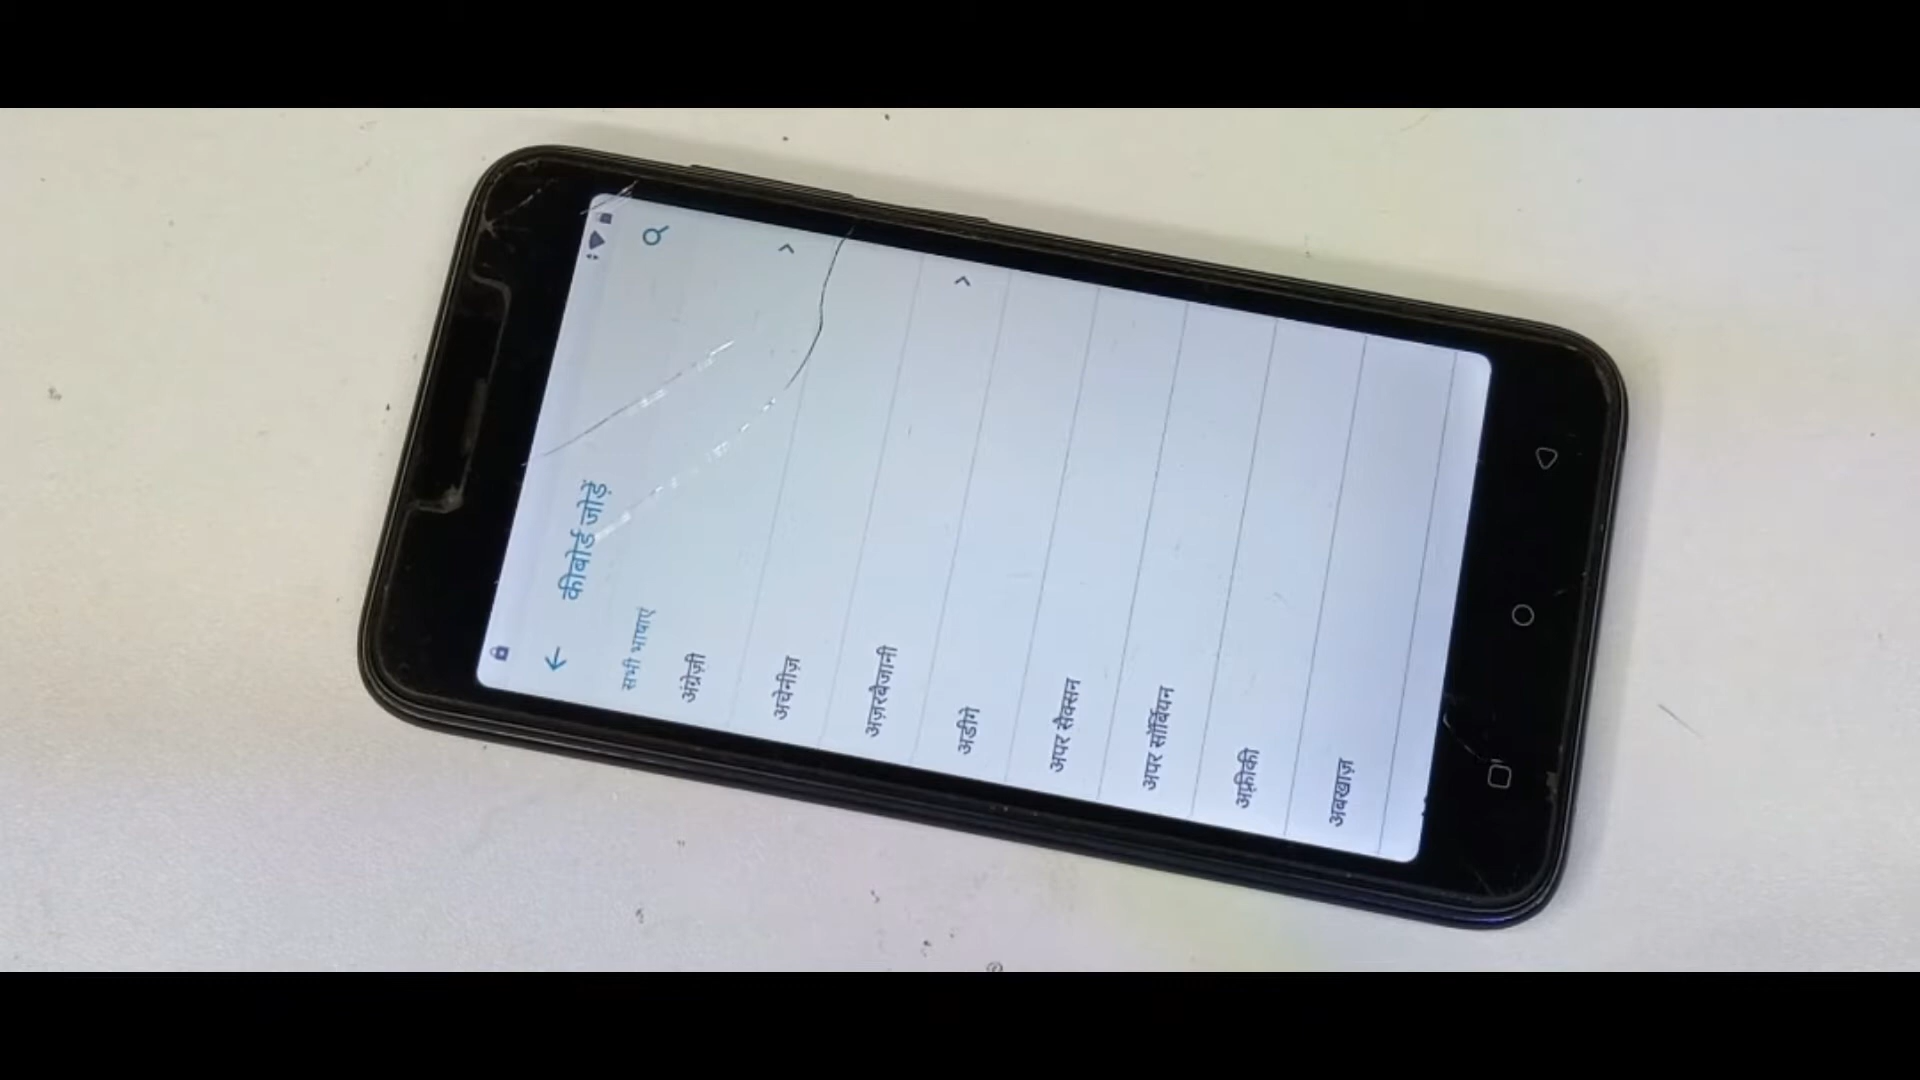 कीबोर्ड जोड़ें
सभी भाषाएं
अंग्रेज़ी
अचेनीज़
अज़रबैजानी
अडीगे
अपर सैक्सन
अपर सॉर्बियन
अफ़्रीकी
अबखाज़